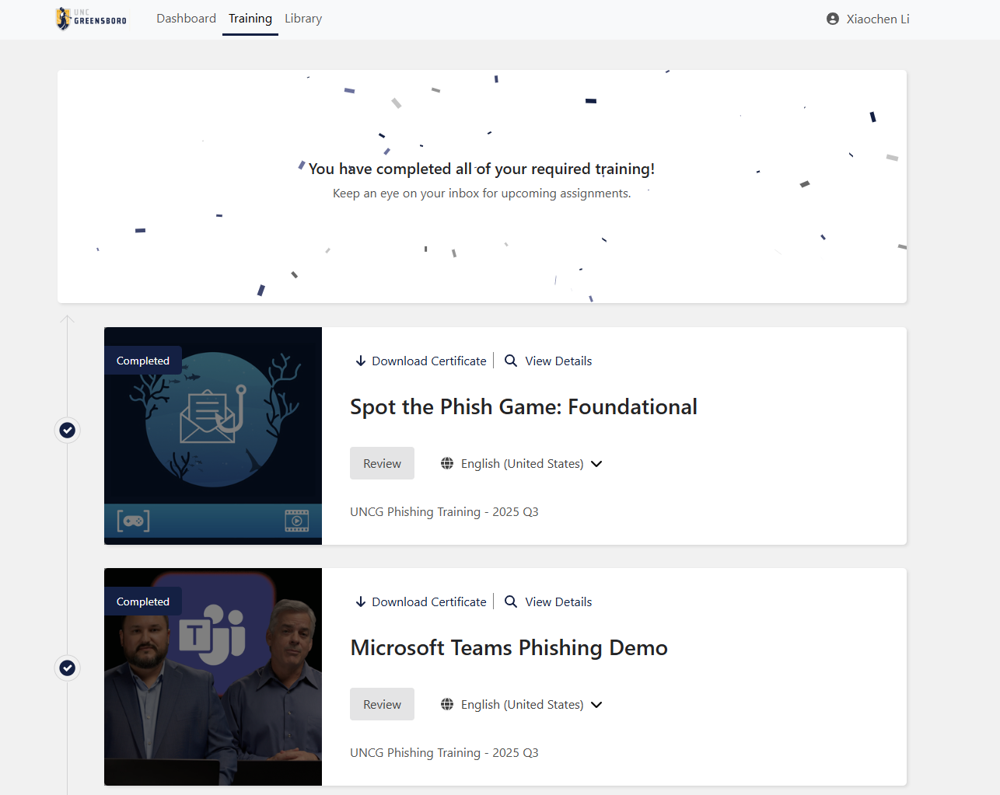 UNC
GREENSBORO
Dashboard Training Library
Xiaochen Li
You have completed all of your required training!
Keep an eye on your inbox for upcoming assignments.
Completed
Download Certificate | View Details
Spot the Phish Game: Foundational
Review English (United States)
UNCG Phishing Training - 2025 Q3
Completed
Download Certificate | View Details
Microsoft Teams Phishing Demo
Review English (United States)
UNCG Phishing Training - 2025 Q3
T